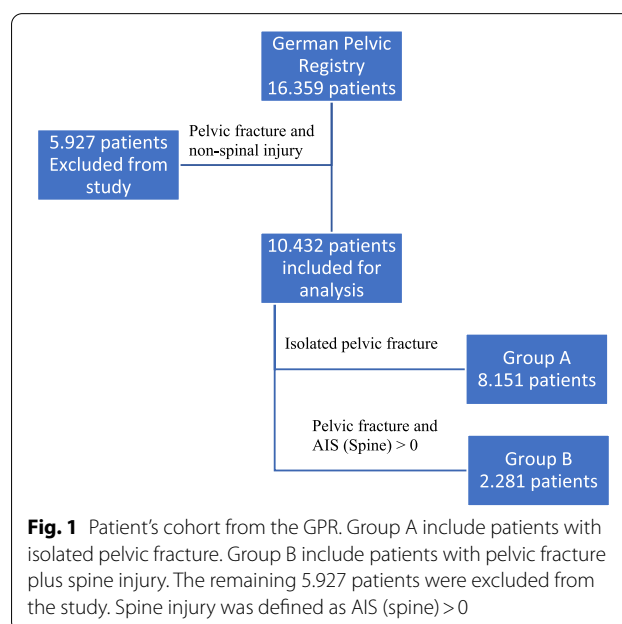 German Pelvic
Registry
16.359 patients
Pelvic fracture and
non-spinal injury
5.927 patients
Excluded from
study
10.432 patients
included for
analysis
Isolated pelvic fracture
Group A
8.151 patients
Pelvic fracture and
AIS (Spine) > 0
Group B
2.281 patients
Fig. 1 Patient's cohort from the GPR. Group A include patients with
isolated pelvic fracture. Group B include patients with pelvic fracture
plus spine injury. The remaining 5.927 patients were excluded from
the study. Spine injury was defined as AIS (spine) > 0